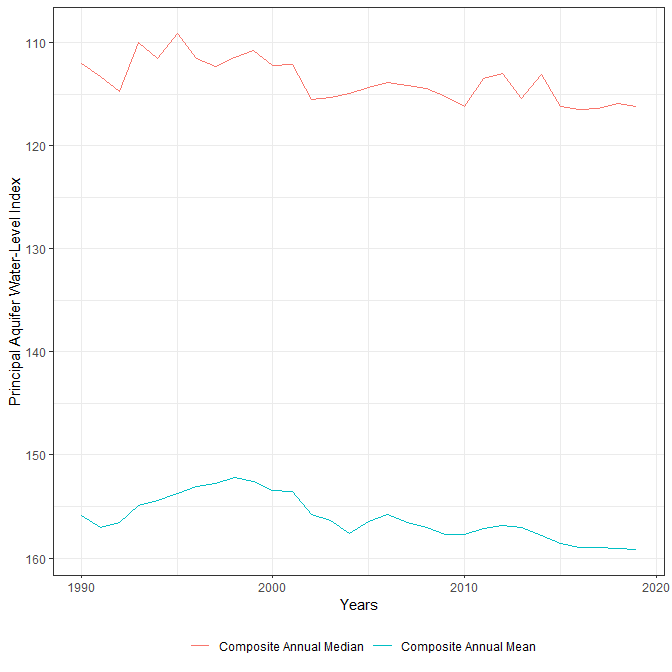 Principal Aquifer Water-Level Index
110
120
130
140
150
160
1990
2000
2010
2020
Years
Composite Annual Median
Composite Annual Mean